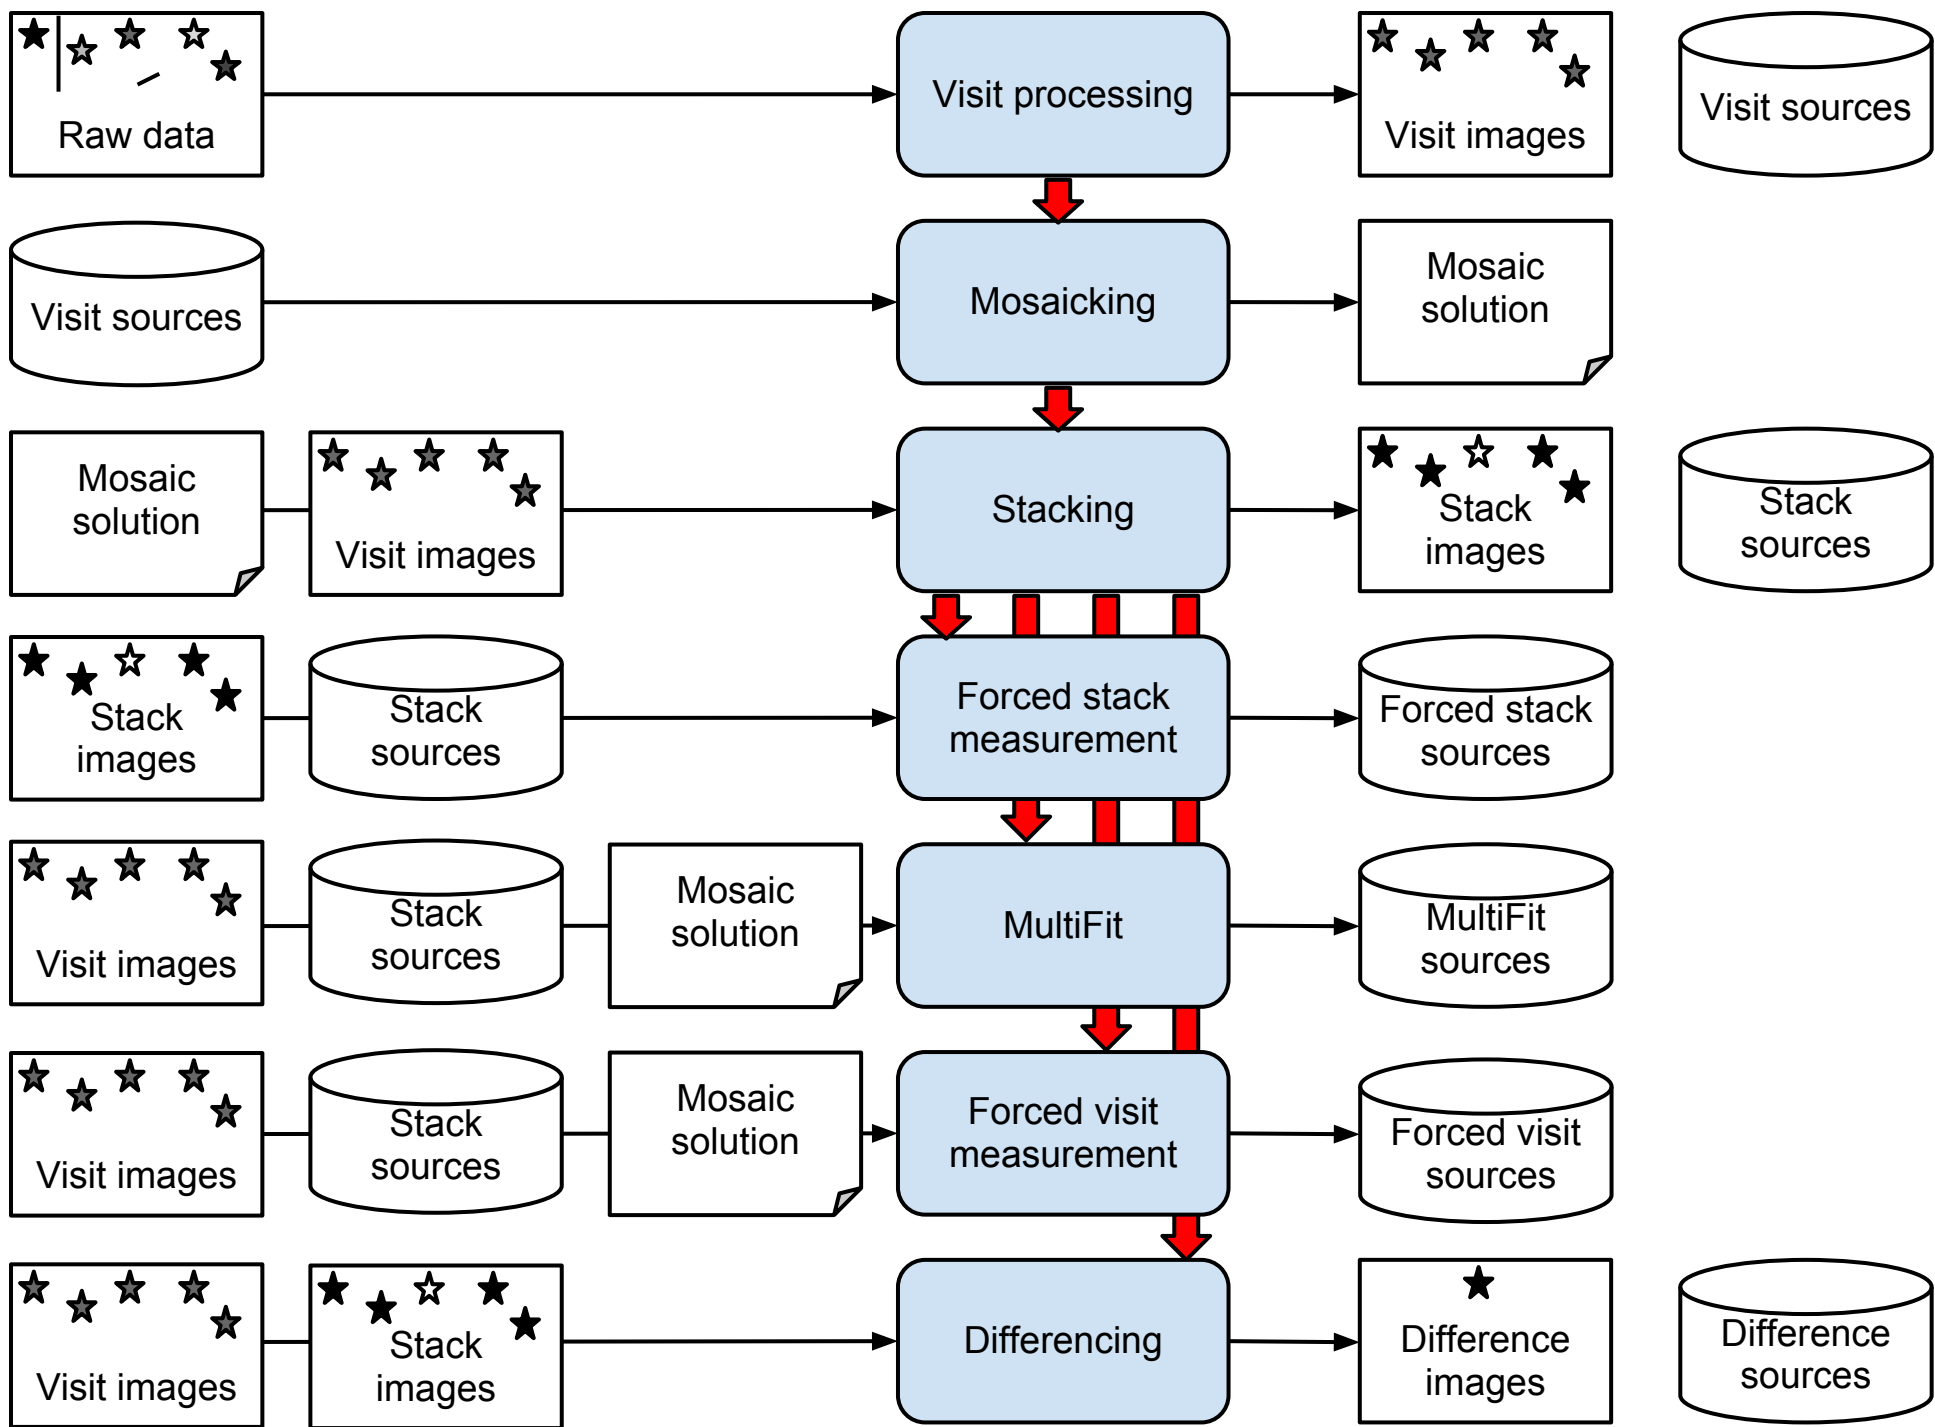 Raw data
Visit processing
Visit images
Visit sources
Visit sources
Mosaicking
Mosaic
solution
Mosaic
solution
Visit images
Stacking
Stack
images
Stack
sources
Stack
images
Stack
sources
Forced stack
measurement
Forced stack
sources
Visit images
Stack
sources
Mosaic
solution
MultiFit
MultiFit
sources
Visit images
Stack
sources
Mosaic
solution
Forced visit
measurement
Forced visit
sources
Visit images
Stack
images
Differencing
Difference
images
Difference
sources